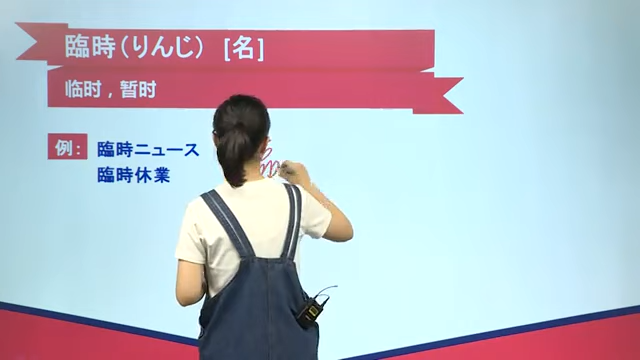 臨時（りんじ） [名]
临时 , 暂时
例： 臨時ニュース
臨時休業